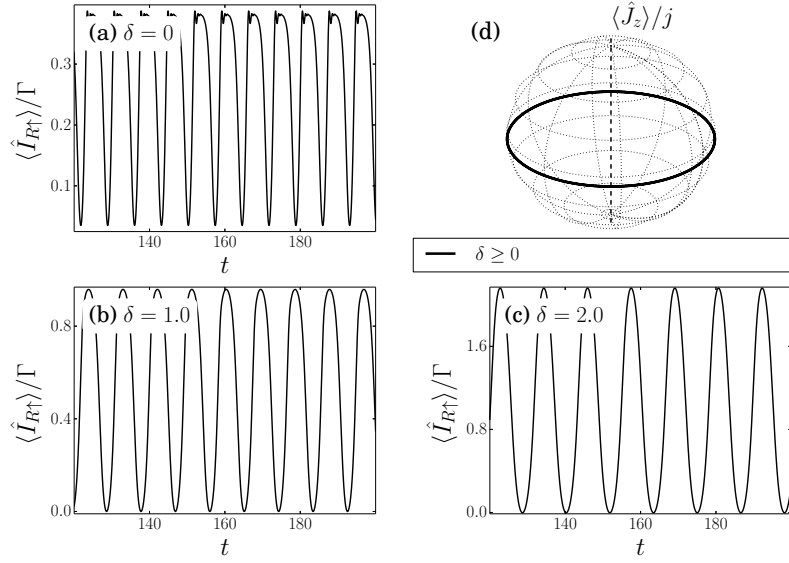 (a) δ = 0
⟨Î_{R↑}⟩/Γ
0.3
0.2
0.1
140 160 180
t
(d)
⟨Ĵ_z⟩/j
δ ≥ 0
(b) δ = 1.0
⟨Î_{R↑}⟩/Γ
0.8
0.4
0.0
140 160 180
t
(c) δ = 2.0
⟨Î_{R↑}⟩/Γ
1.6
0.8
0.0
140 160 180
t